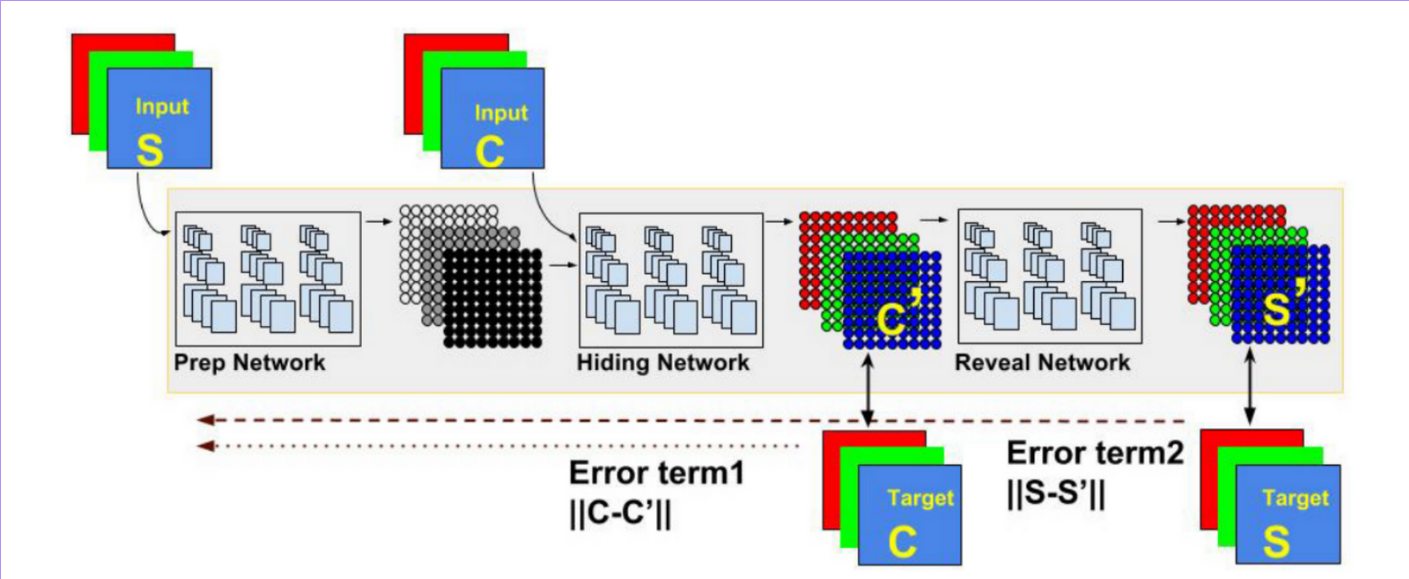 Input
S
Input
C
Prep Network
Hiding Network
C’
Reveal Network
S’
Error term1
||C-C’||
Target
C
Error term2
||S-S’||
Target
S